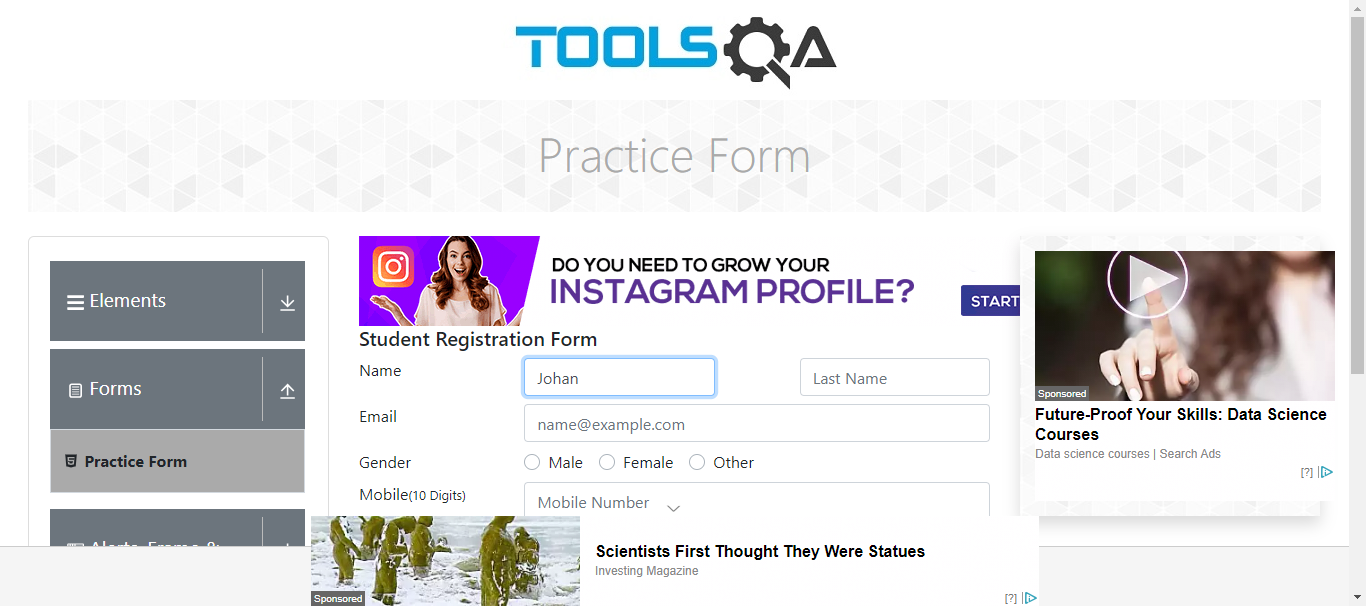 TOOLSQA
Practice Form
Elements
Forms
Practice Form
DO YOU NEED TO GROW YOUR
INSTAGRAM PROFILE?
START
Student Registration Form
Name
Johan
Last Name
Email
name@example.com
Gender
Male
Female
Other
Mobile(10 Digits)
Mobile Number
Sponsored
Future-Proof Your Skills: Data Science
Courses
Data science courses | Search Ads
[?]
Sponsored
Scientists First Thought They Were Statues
Investing Magazine
[?]